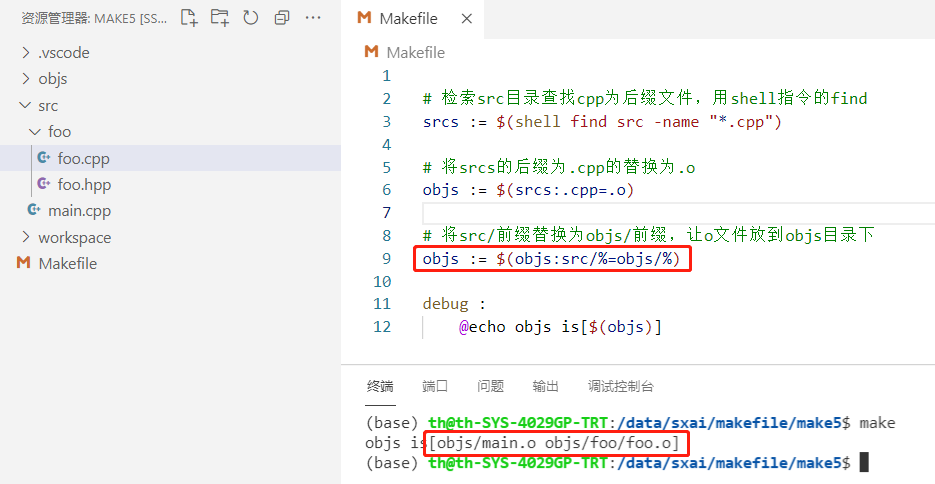 资源管理器: MAKE5 [SS...
.vscode
objs
src
foo
foo.cpp
foo.hpp
main.cpp
workspace
Makefile
Makefile
Makefile
1
2 # 检索src目录查找cpp为后缀文件，用shell指令的find
3 srcs := $(shell find src -name "*.cpp")
4
5 # 将srcs的后缀为.cpp的替换为.o
6 objs := $(srcs:.cpp=.o)
7
8 # 将src/前缀替换为objs/前缀，让o文件放到objs目录下
9 objs := $(objs:src/%=objs/%)
10
11 debug :
12 @echo objs is[$(objs)]
终端 端口 问题 输出 调试控制台
(base) th@th-SYS-4029GP-TRT:/data/sxai/makefile/make5$ make
objs is[objs/main.o objs/foo/foo.o]
(base) th@th-SYS-4029GP-TRT:/data/sxai/makefile/make5$